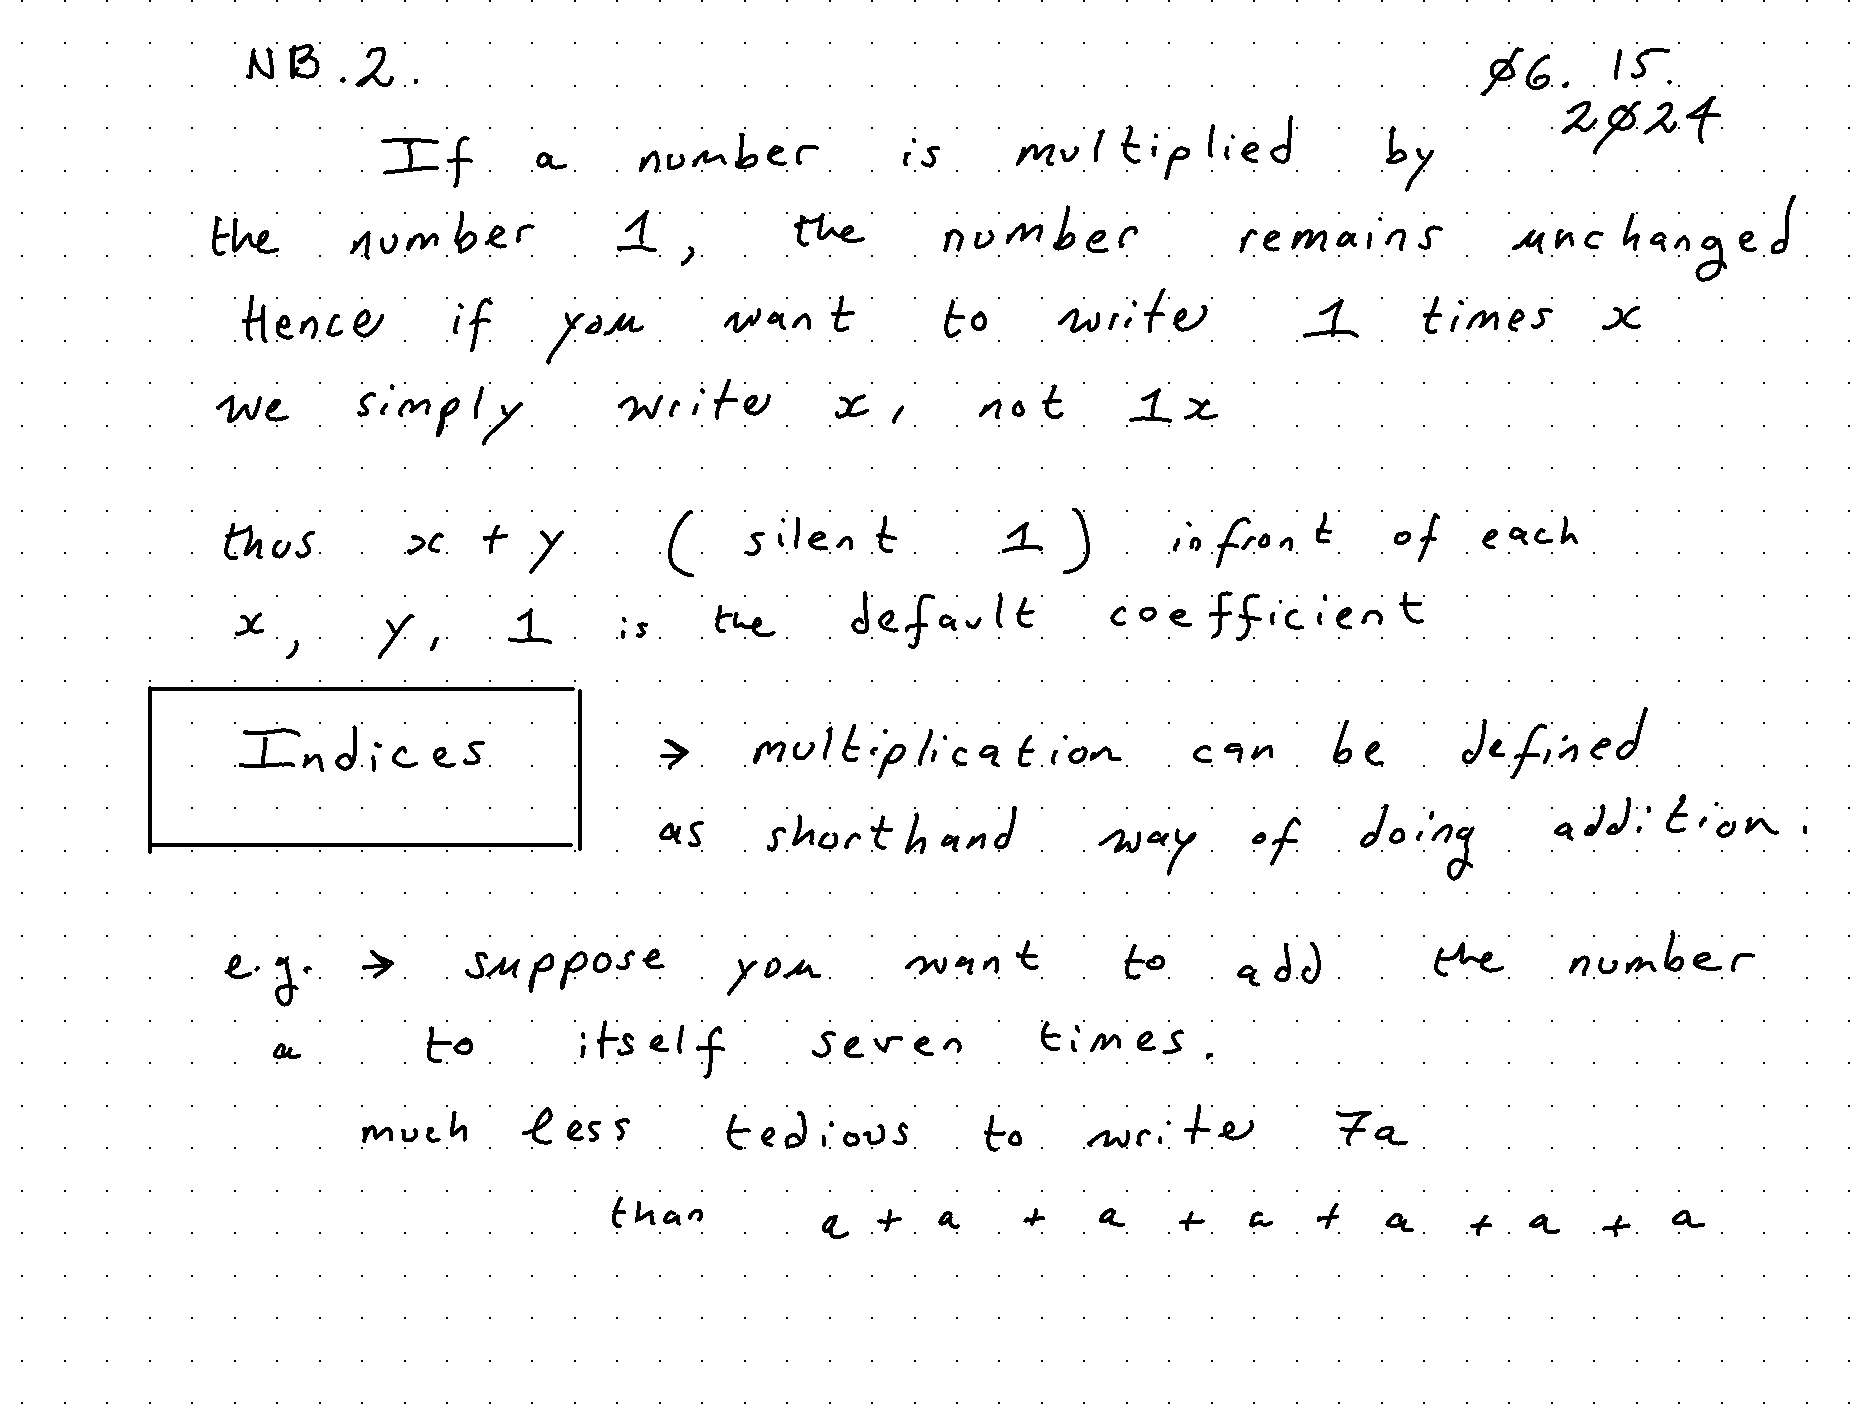 NB.2.
ø6. 15.
2ø24
If a number is multiplied by
the number 1, the number remains unchanged
Hence if you want to write 1 times x
we simply write x, not 1x
thus x + y ( silent 1 ) infront of each
x, y, 1 is the default coefficient
Indices → multiplication can be defined
as shorthand way of doing addition.
e.g. → suppose you want to add the number
a to itself seven times.
much less tedious to write 7a
than a + a + a + a + a + a + a